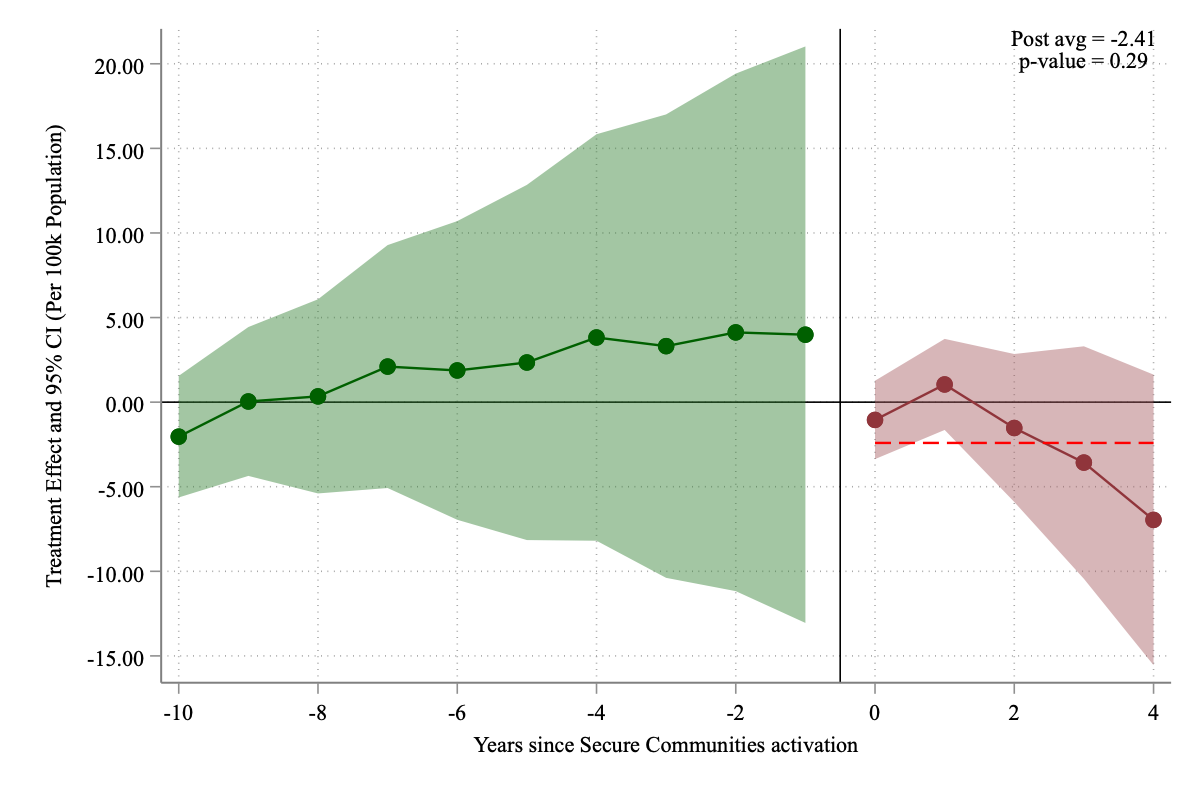 Post avg = -2.41
p-value = 0.29
20.00
15.00
10.00
5.00
0.00
-5.00
-10.00
-15.00
Treatment Effect and 95% CI (Per 100k Population)
-10 -8 -6 -4 -2 0 2 4
Years since Secure Communities activation